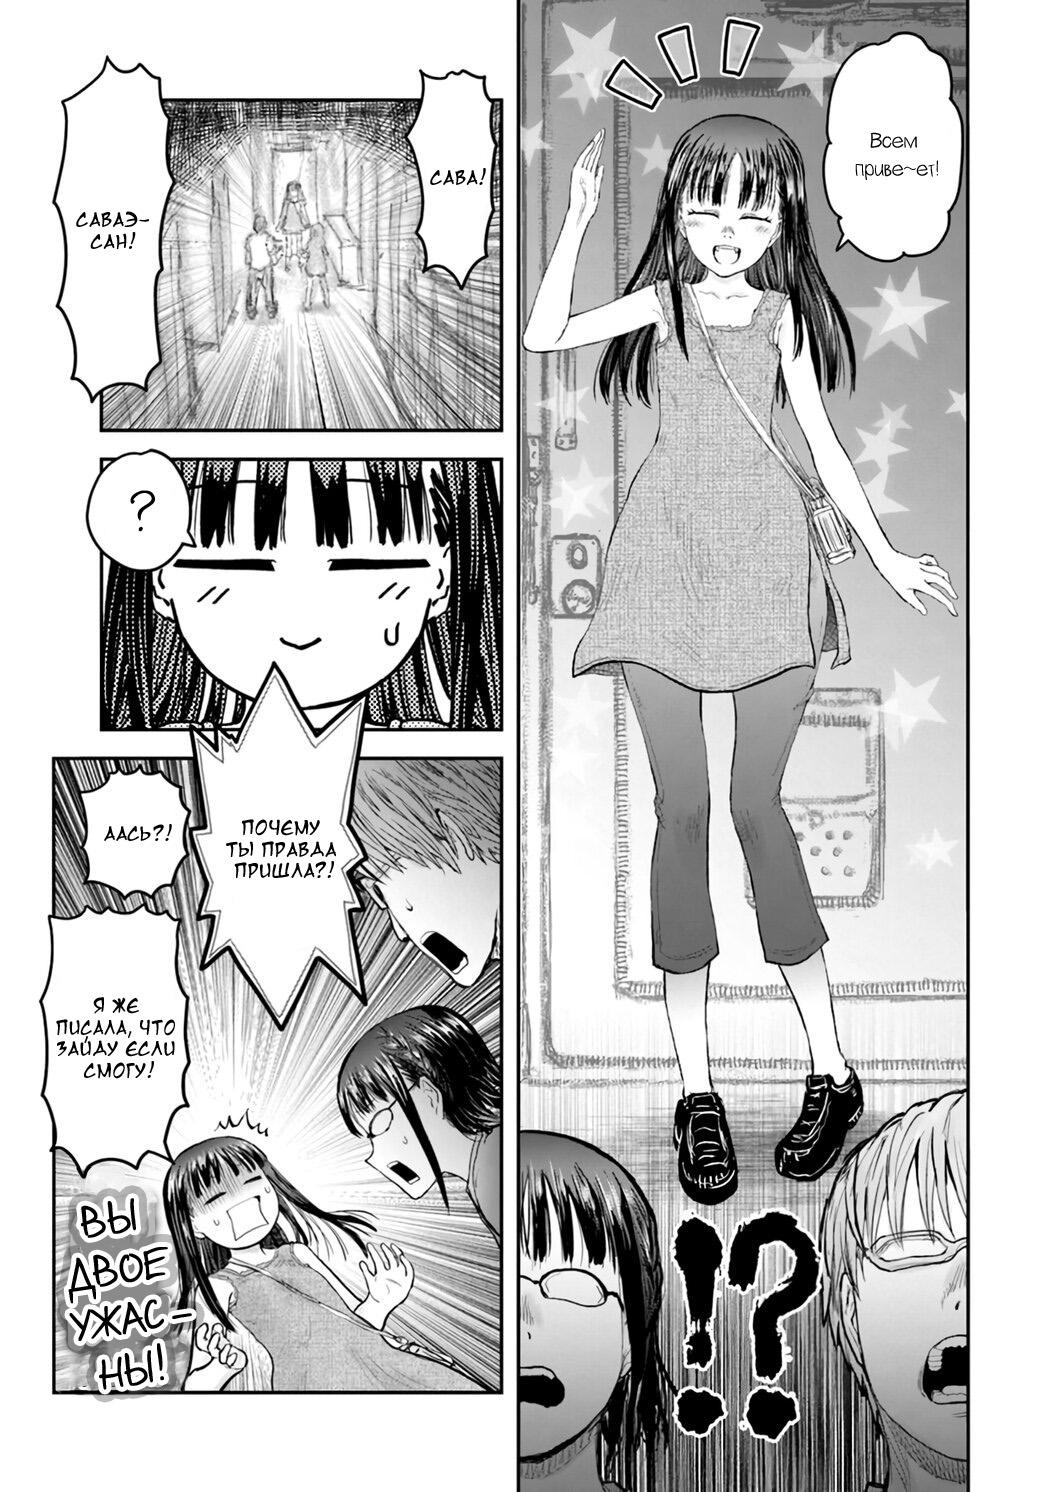 Всем
приве~ет!
!?
САВА!
САВАЭ-
САН!
?
ПОЧЕМУ
ТЫ ПРАВДА
ПРИШЛА?!
ААСЬ?!
Я ЖЕ
ПИСАЛА, ЧТО
ЗАЙДУ ЕСЛИ
СМОГУ!
ВЫ
ДВОЕ
УЖАС-
НЫ!